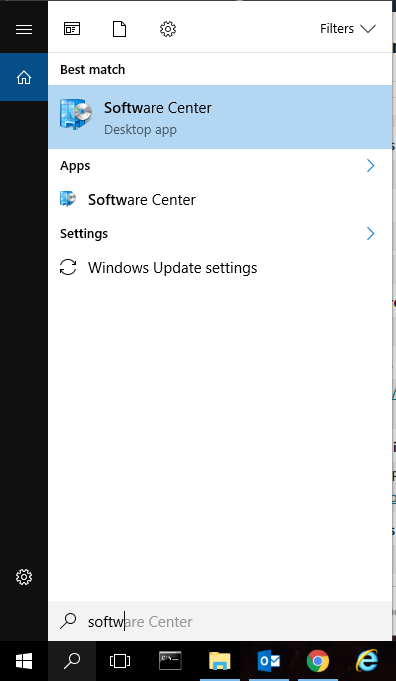 Filters
Best match
Software Center
Desktop app
Apps
Software Center
Settings
Windows Update settings
software Center